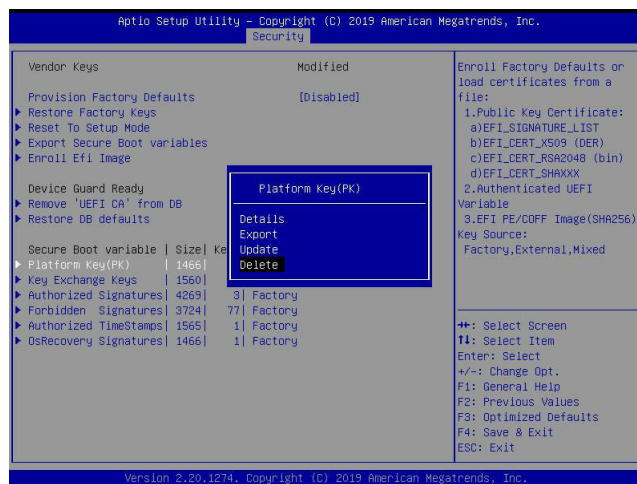 Aptio Setup Utility – Copyright (C) 2019 American Megatrends, Inc.
Security
Vendor Keys Modified
Provision Factory Defaults [Disabled]
Restore Factory Keys
Reset To Setup Mode
Export Secure Boot variables
Enroll Efi Image
Device Guard Ready
Remove 'UEFI CA' from DB
Restore DB defaults
Secure Boot variable | Size| Ke
Platform Key(PK) | 1466|
Key Exchange Keys | 1560|
Authorized Signatures| 4269| 3| Factory
Forbidden Signatures| 3724| 77| Factory
Authorized TimeStamps| 1565| 1| Factory
OsRecovery Signatures| 1466| 1| Factory
Platform Key(PK)
Details
Export
Update
Delete
Enroll Factory Defaults or
load certificates from a
file:
1.Public Key Certificate:
a)EFI_SIGNATURE_LIST
b)EFI_CERT_X509 (DER)
c)EFI_CERT_RSA2048 (bin)
d)EFI_CERT_SHAXXX
2.Authenticated UEFI
Variable
3.EFI PE/COFF Image(SHA256)
Key Source:
Factory,External,Mixed
→←: Select Screen
↑↓: Select Item
Enter: Select
+/-: Change Opt.
F1: General Help
F2: Previous Values
F3: Optimized Defaults
F4: Save & Exit
ESC: Exit
Version 2.20.1274. Copyright (C) 2019 American Megatrends, Inc.